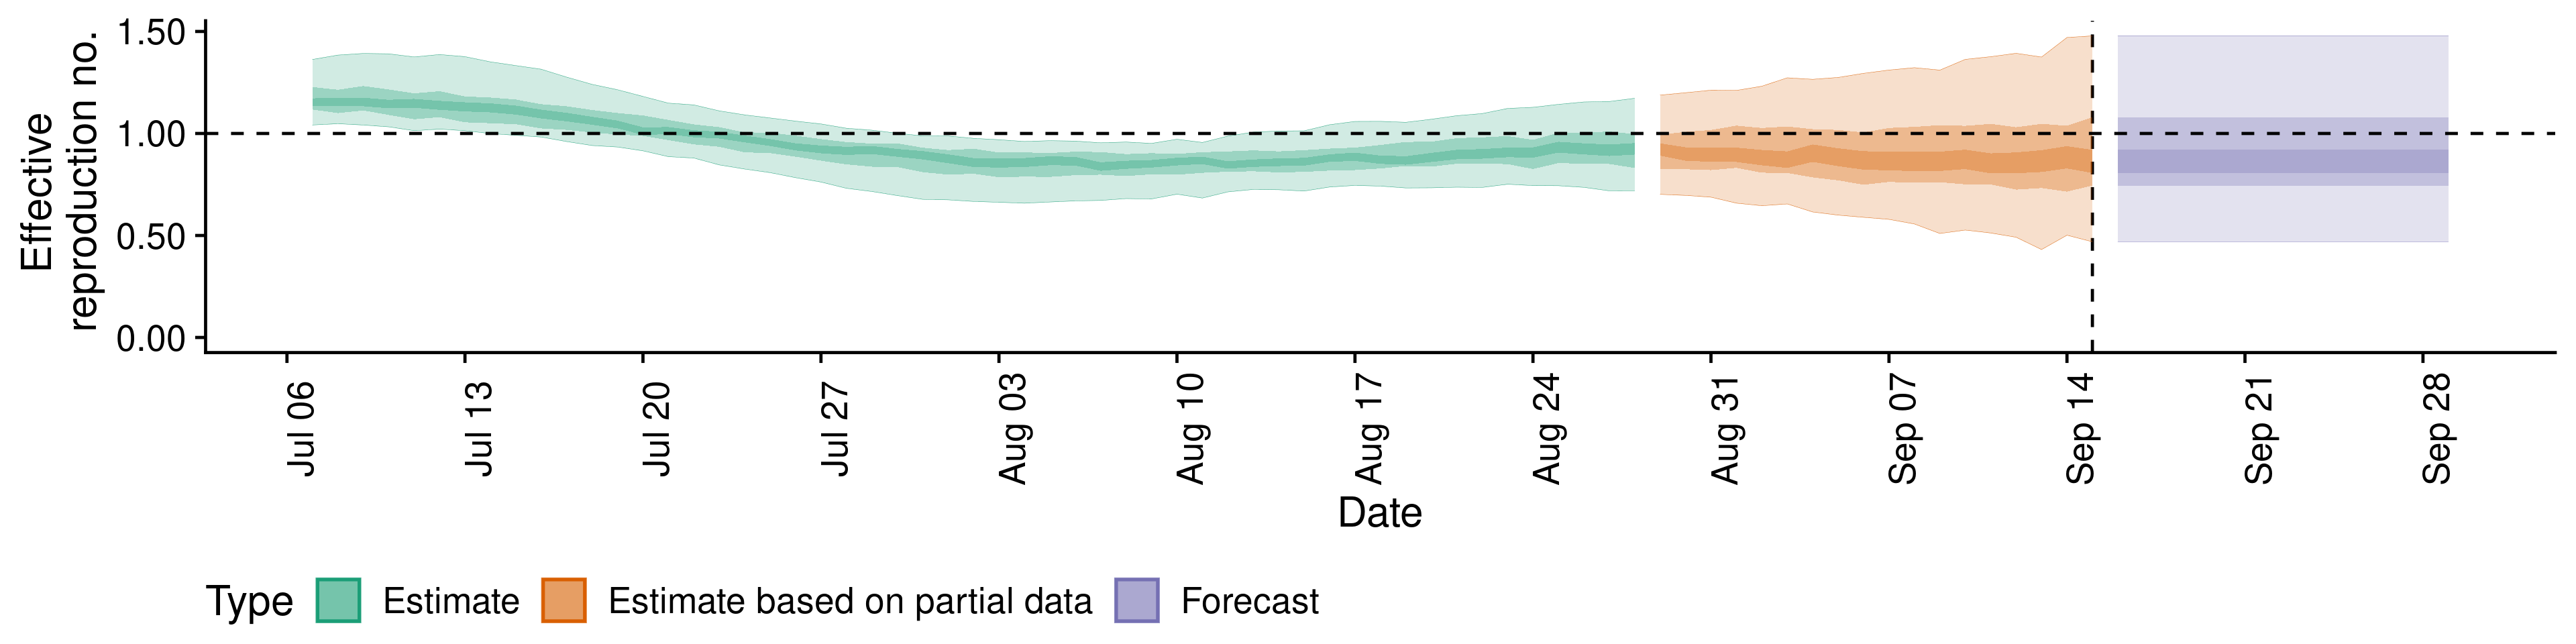 Effective
reproduction no.
1.50
1.00
0.50
0.00
Jul 06
Jul 13
Jul 20
Jul 27
Aug 03
Aug 10
Aug 17
Aug 24
Aug 31
Sep 07
Sep 14
Sep 21
Sep 28
Date
Type Estimate Estimate based on partial data Forecast